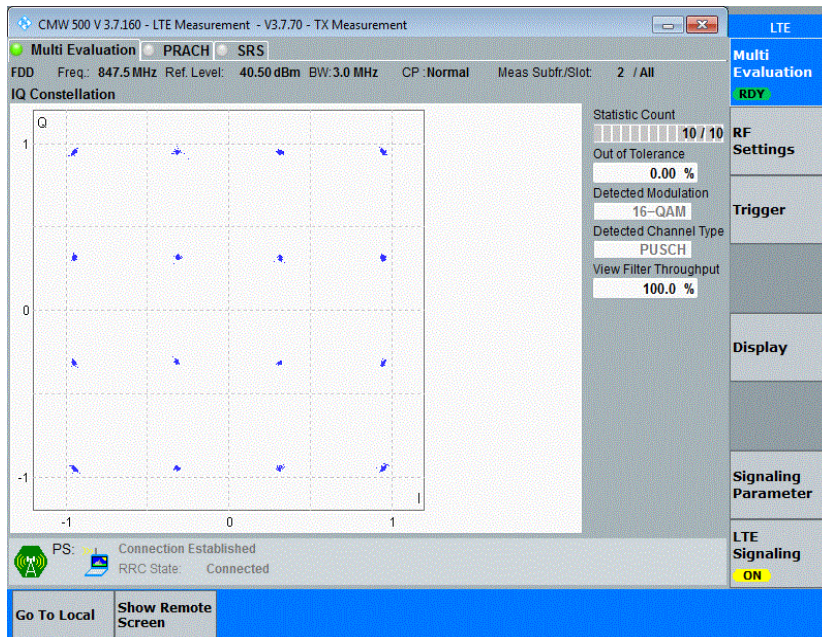 CMW 500 V 3.7.160 - LTE Measurement - V3.7.70 - TX Measurement
LTE
Multi Evaluation PRACH SRS
FDD Freq.: 847.5 MHz Ref. Level: 40.50 dBm BW: 3.0 MHz CP : Normal Meas Subfr./Slot: 2 / All
IQ Constellation
Q
1
0
-1
I
-1 0 1
Statistic Count
10 / 10
Out of Tolerance
0.00 %
Detected Modulation
16-QAM
Detected Channel Type
PUSCH
View Filter Throughput
100.0 %
Multi
Evaluation
RDY
RF
Settings
Trigger
Display
Signaling
Parameter
LTE
Signaling
ON
PS: Connection Established
RRC State: Connected
Go To Local
Show Remote
Screen